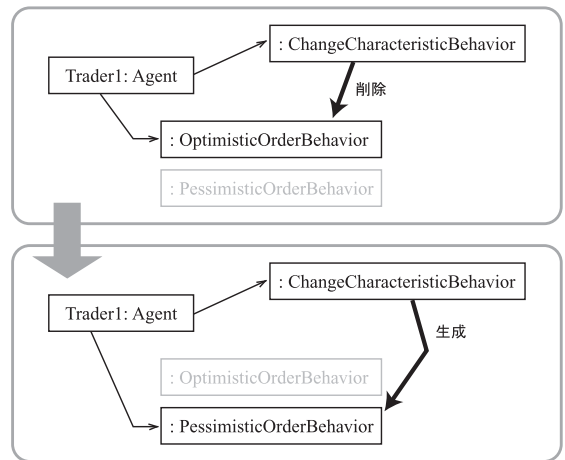 : ChangeCharacteristicBehavior
Trader1: Agent
削除
: OptimisticOrderBehavior
: PessimisticOrderBehavior
: ChangeCharacteristicBehavior
Trader1: Agent
生成
: OptimisticOrderBehavior
: PessimisticOrderBehavior